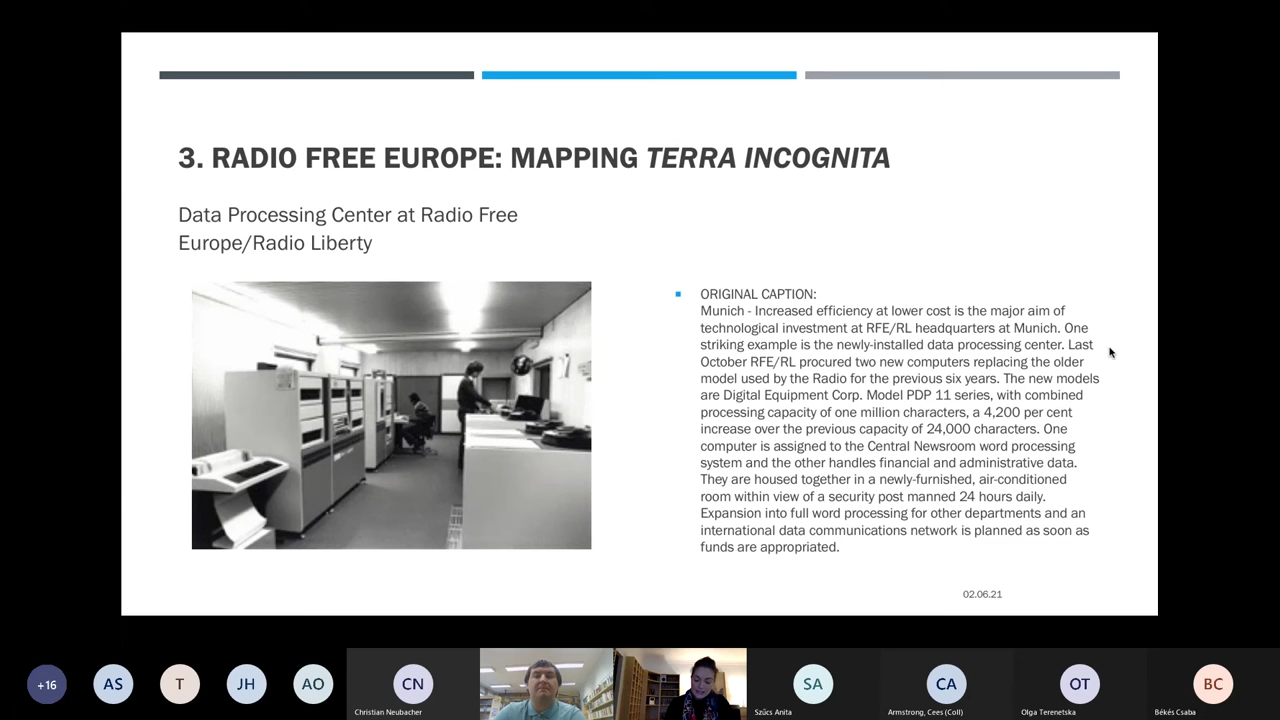 3. RADIO FREE EUROPE: MAPPING TERRA INCOGNITA
Data Processing Center at Radio Free
Europe/Radio Liberty
ORIGINAL CAPTION:
Munich - Increased efficiency at lower cost is the major aim of
technological investment at RFE/RL headquarters at Munich. One
striking example is the newly-installed data processing center. Last
October RFE/RL procured two new computers replacing the older
model used by the Radio for the previous six years. The new models
are Digital Equipment Corp. Model PDP 11 series, with combined
processing capacity of one million characters, a 4,200 per cent
increase over the previous capacity of 24,000 characters. One
computer is assigned to the Central Newsroom word processing
system and the other handles financial and administrative data.
They are housed together in a newly-furnished, air-conditioned
room within view of a security post manned 24 hours daily.
Expansion into full word processing for other departments and an
international data communications network is planned as soon as
funds are appropriated.
02.06.21
+16
AS
T
JH
AO
CN
SA
CA
OT
BC
Christian Neubacher
Szűcs Anita
Armstrong, Cees (Coll)
Olga Terenetska
Békés Csaba